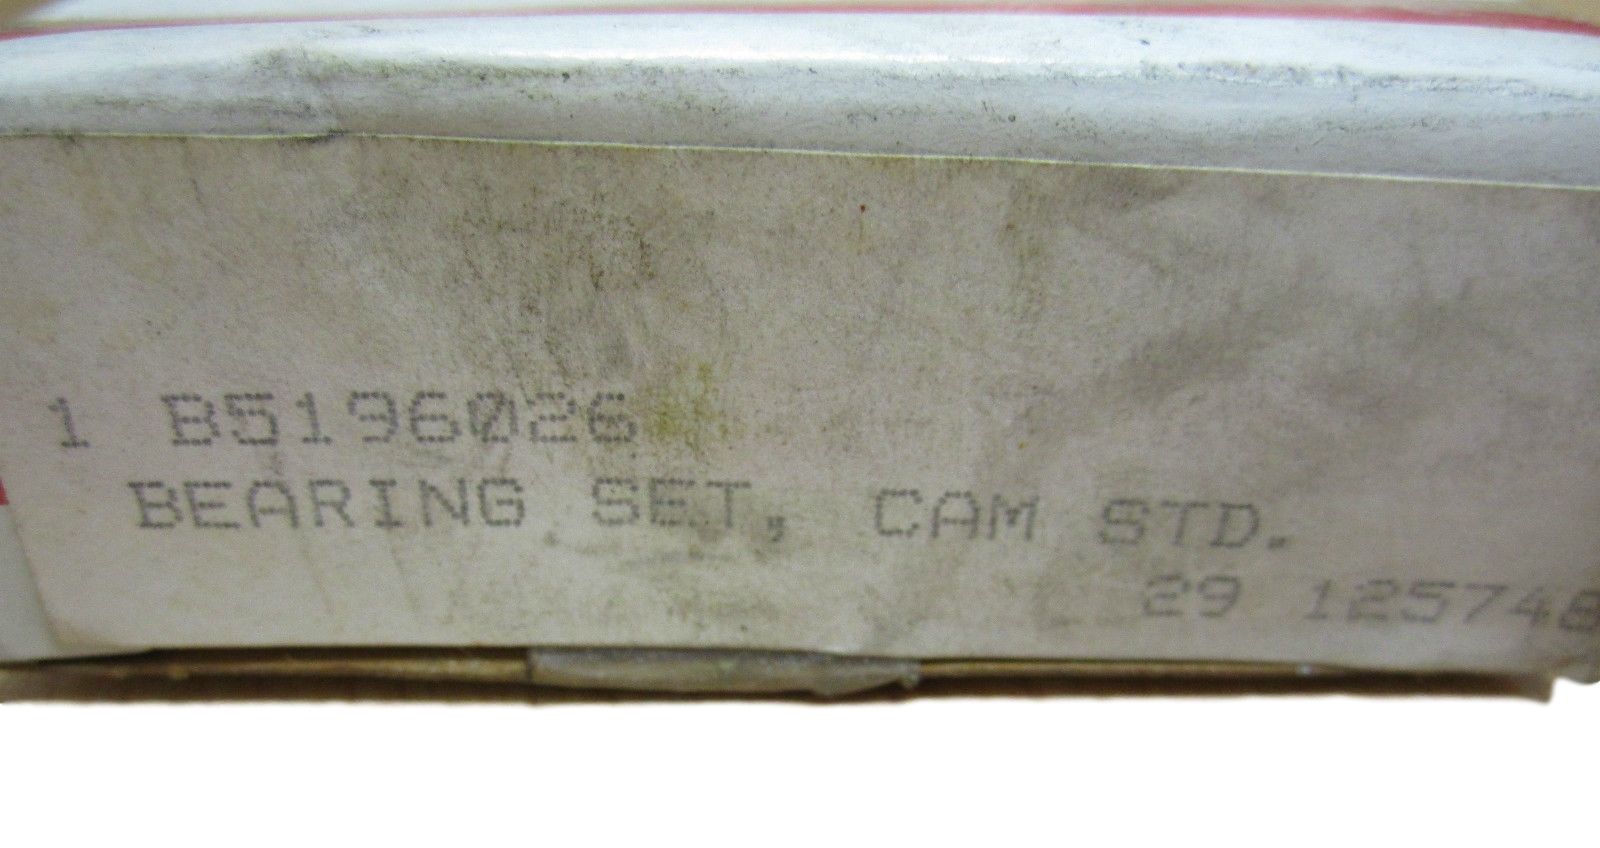 1 B5196026
BEARING SET, CAM STD.
29 125748